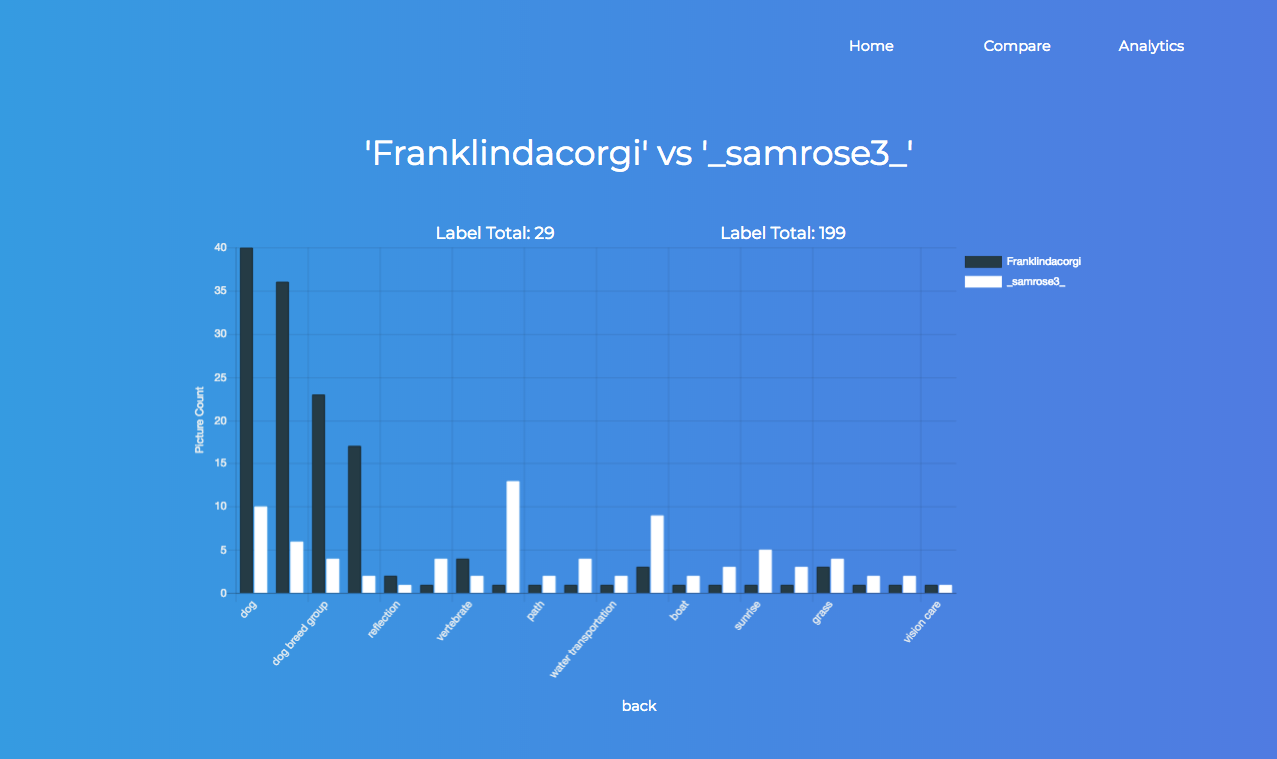 Home Compare Analytics
'Franklindacorgi' vs '_samrose3_'
Label Total: 29 Label Total: 199
Franklindacorgi
_samrose3_
Picture Count
40
35
30
25
20
15
10
5
0
dog dog breed group reflection vertebrate path water transportation boat sunrise grass vision care
back